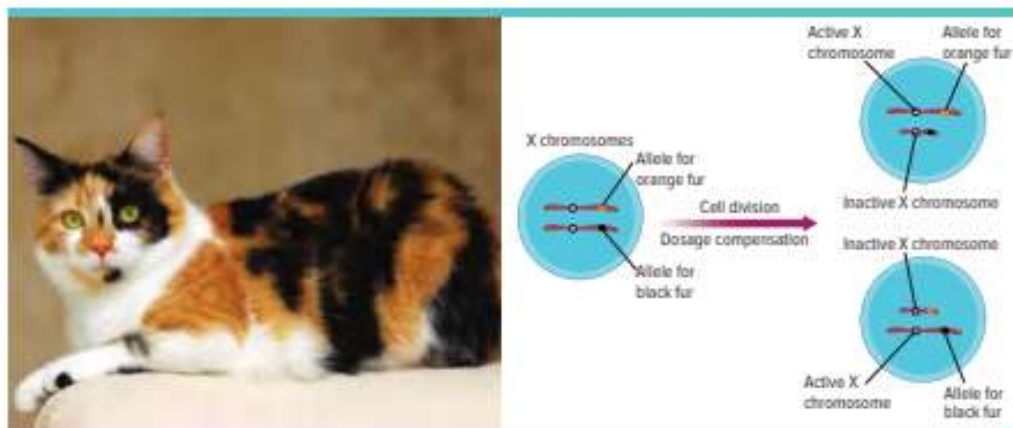 X chromosomes
Allele for
orange fur
Allele for
black fur
Cell division
Dosage compensation
Active X
chromosome
Allele for
orange fur
Inactive X chromosome
Inactive X chromosome
Active X
chromosome
Allele for
black fur